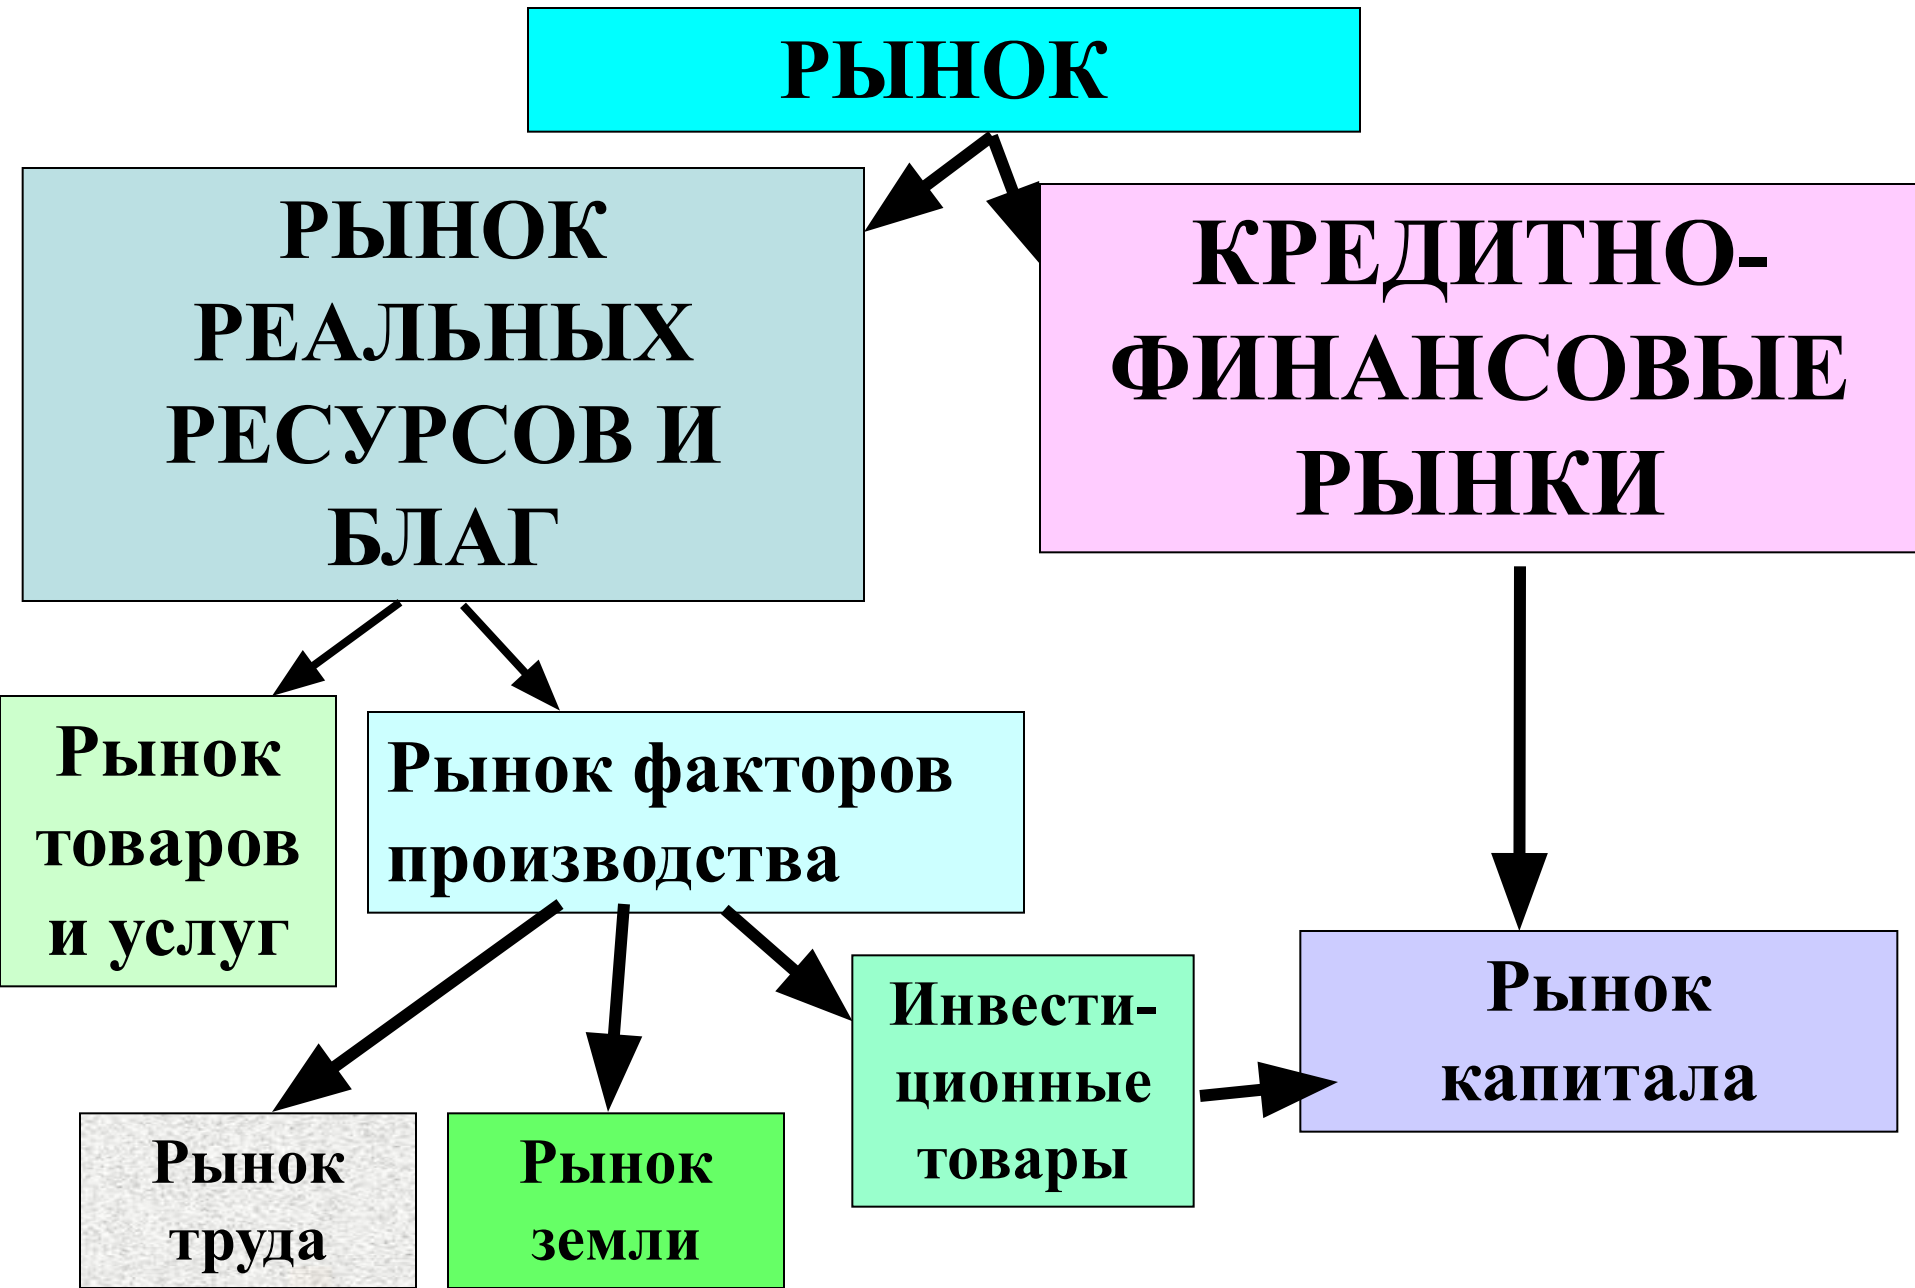 РЫНОК
РЫНОК
РЕАЛЬНЫХ
РЕСУРСОВ И
БЛАГ
КРЕДИТНО-
ФИНАНСОВЫЕ
РЫНКИ
Рынок
товаров
и услуг
Рынок факторов
производства
Инвести-
ционные
товары
Рынок
капитала
Рынок
труда
Рынок
земли